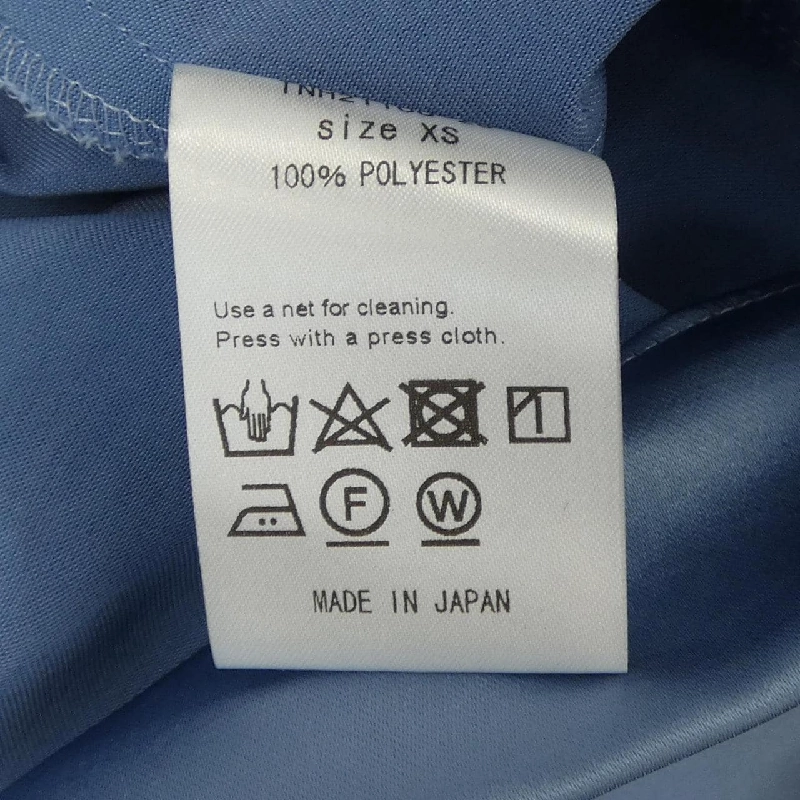 size XS
100% POLYESTER
Use a net for cleaning.
Press with a press cloth.
F W
MADE IN JAPAN